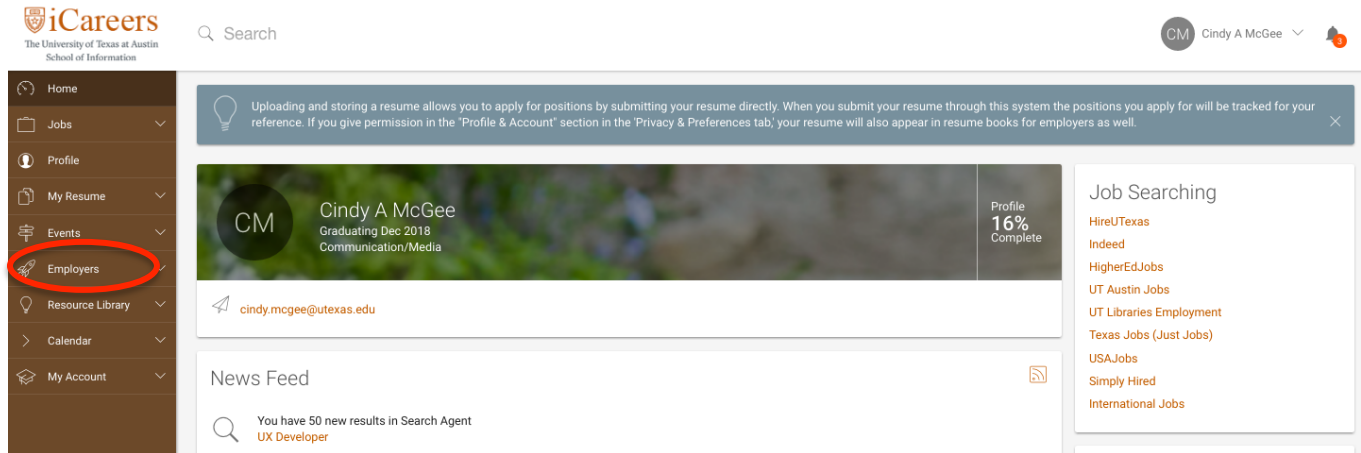 iCareers
The University of Texas at Austin
School of Information
Search
CM
Cindy A McGee
3
Home
Jobs
Profile
My Resume
Events
Employers
Resource Library
Calendar
My Account
Uploading and storing a resume allows you to apply for positions by submitting your resume directly. When you submit your resume through this system the positions you apply for will be tracked for your
reference. If you give permission in the "Profile & Account" section in the 'Privacy & Preferences tab,' your resume will also appear in resume books for employers as well.
CM
Cindy A McGee
Graduating Dec 2018
Communication/Media
Profile
16%
Complete
cindy.mcgee@utexas.edu
News Feed
You have 50 new results in Search Agent
UX Developer
Job Searching
HireUTexas
Indeed
HigherEdJobs
UT Austin Jobs
UT Libraries Employment
Texas Jobs (Just Jobs)
USAJobs
Simply Hired
International Jobs